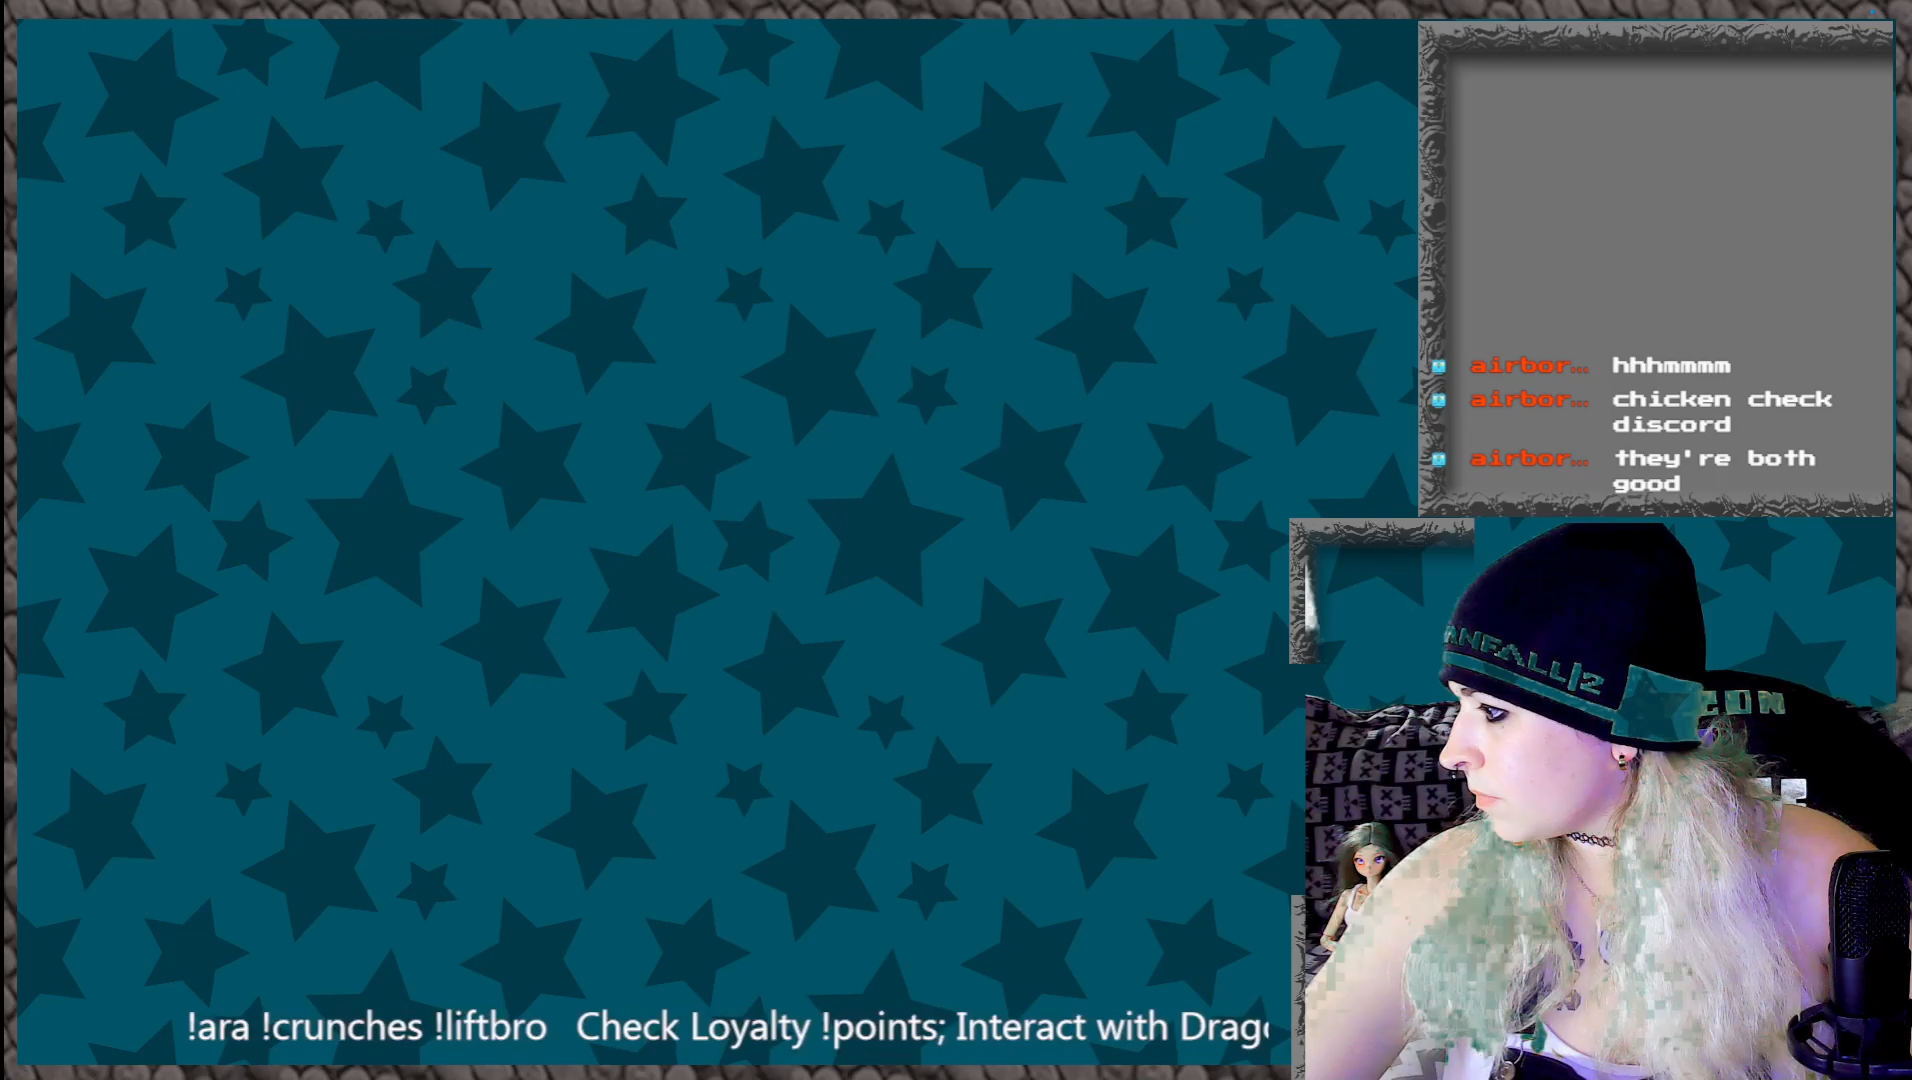 airbor… hhhmmmm
airbor… chicken check
discord
airbor… they're both
good
ANFALL|2
!ara !crunches !liftbro Check Loyalty !points; Interact with Drag